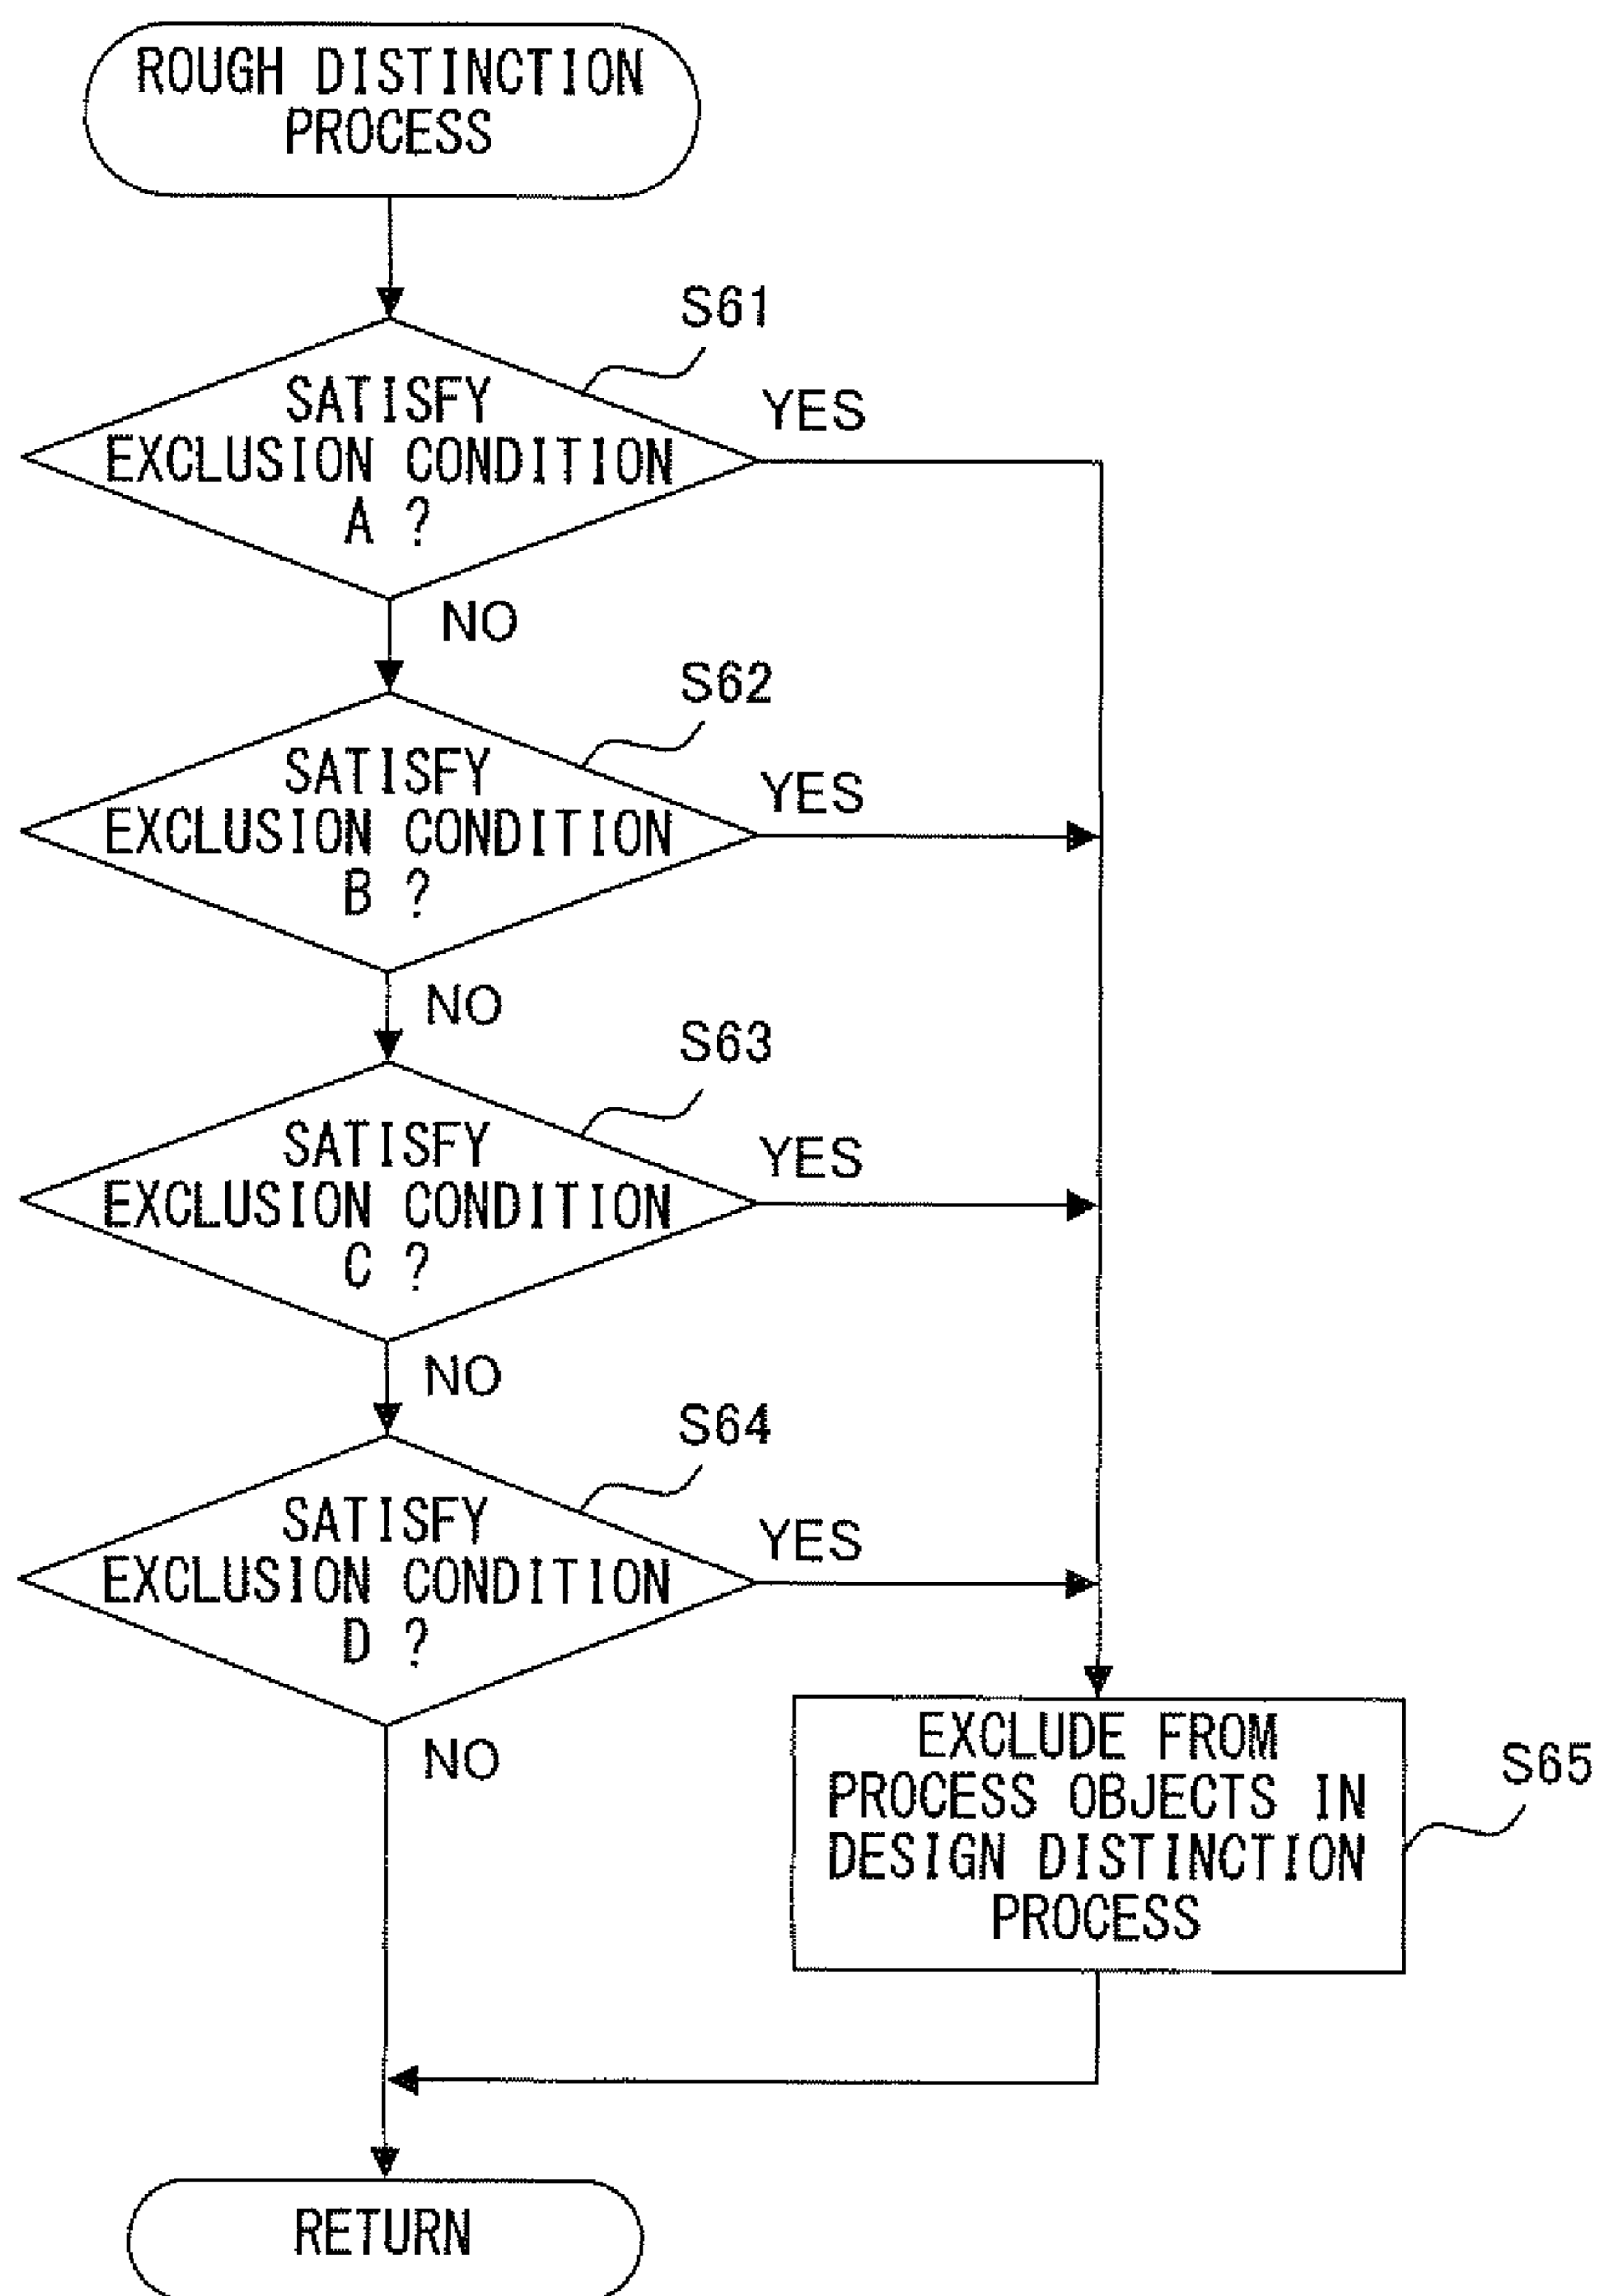 ROUGH DISTINCTION
PROCESS
S61
SATISFY
EXCLUSION CONDITION
A ?
YES
NO
S62
SATISFY
EXCLUSION CONDITION
B ?
YES
NO
S63
SATISFY
EXCLUSION CONDITION
C ?
YES
NO
S64
SATISFY
EXCLUSION CONDITION
D ?
YES
NO
EXCLUDE FROM
PROCESS OBJECTS IN
DESIGN DISTINCTION
PROCESS
S65
RETURN